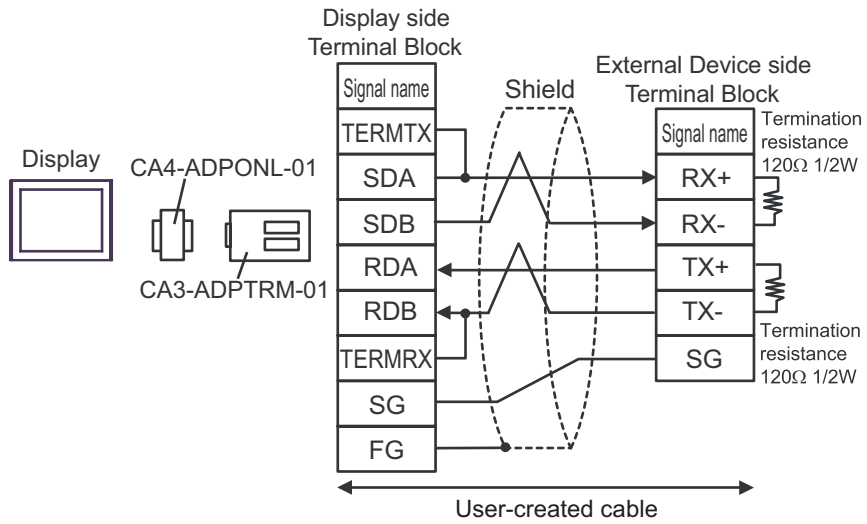 Display side
Terminal Block
Signal name
TERMTX
SDA
SDB
RDA
RDB
TERMRX
SG
FG
Shield
External Device side
Terminal Block
Signal name
RX+
RX-
TX+
TX-
SG
Termination
resistance
120Ω 1/2W
Termination
resistance
120Ω 1/2W
Display
CA4-ADPONL-01
CA3-ADPTRM-01
User-created cable